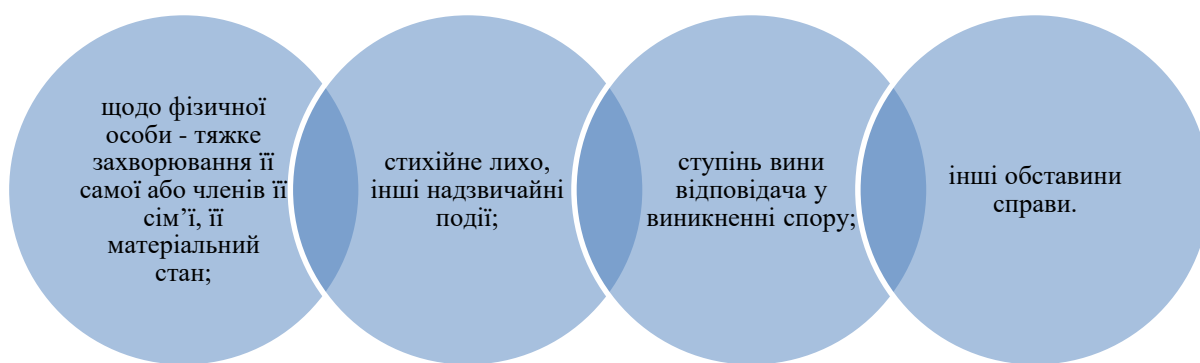 щодо фізичної
особи - тяжке
захворювання її
самої або членів її
сім’ї, її
матеріальний
стан;
стихійне лихо,
інші надзвичайні
події;
ступінь вини
відповідача у
виникненні спору;
інші обставини
справи.